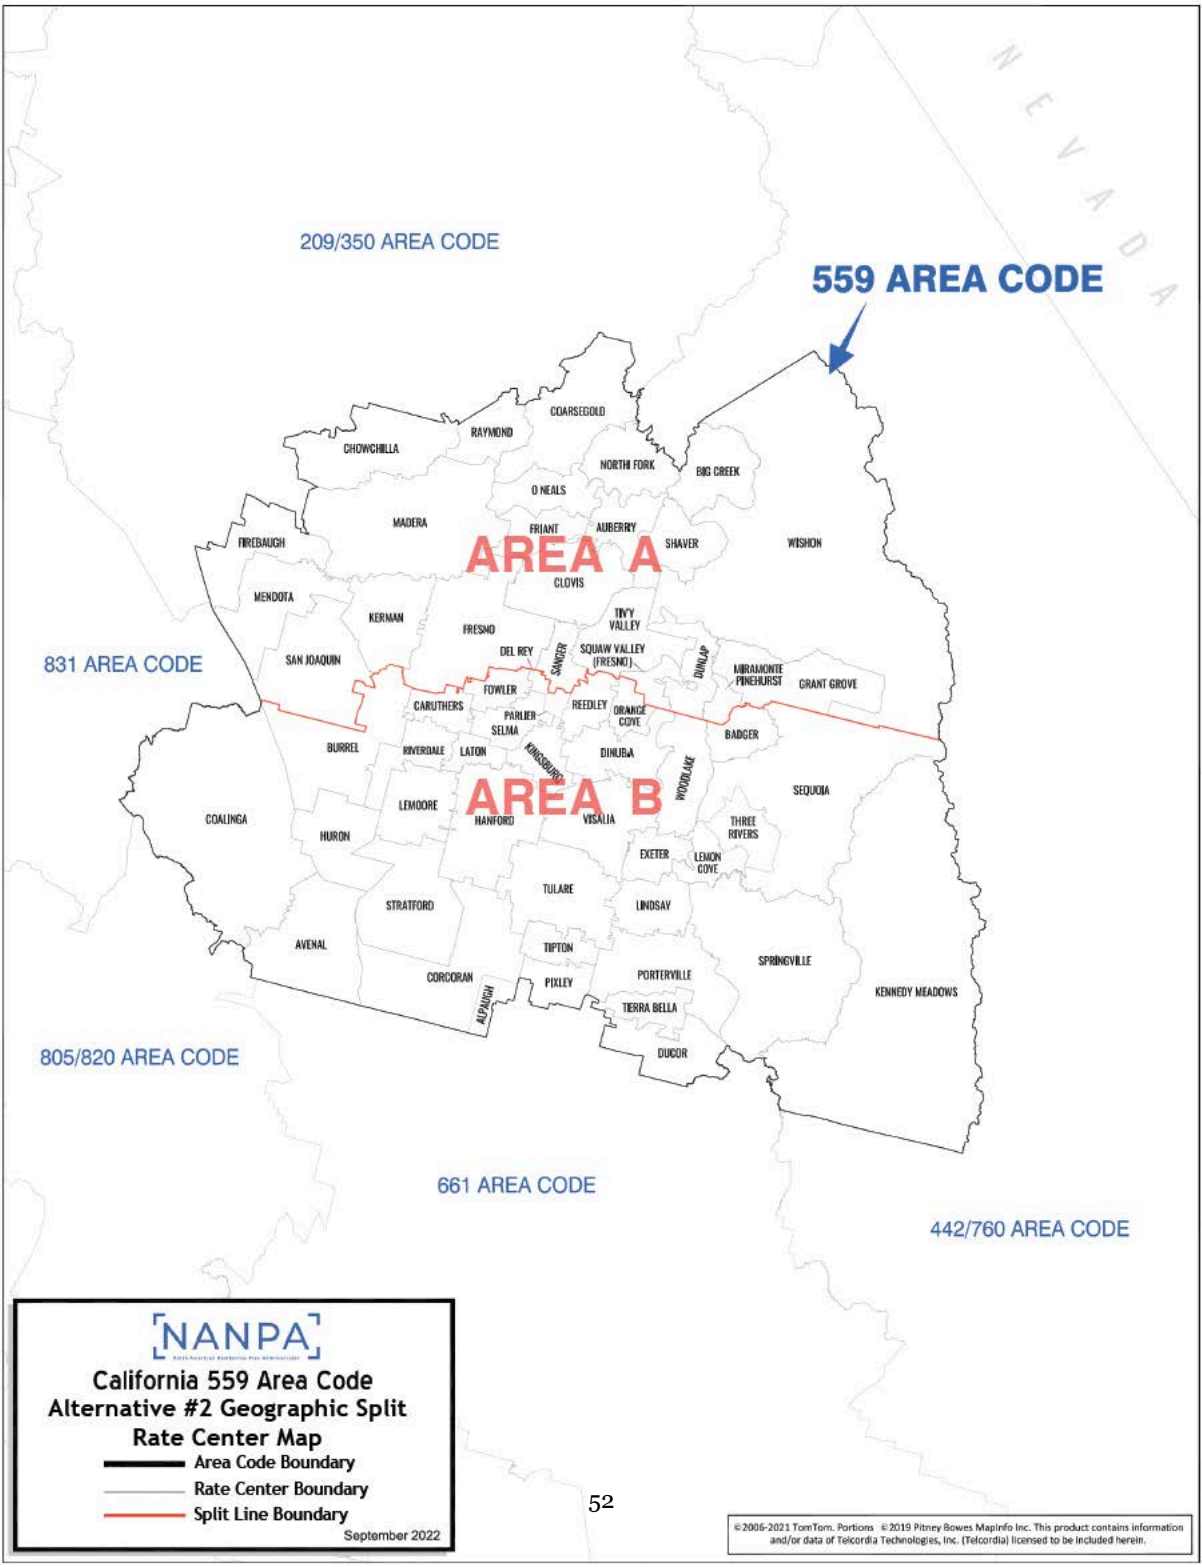 NEVADA
209/350 AREA CODE
559 AREA CODE
COARSEGOLD
RAYMOND
CHOWCHILLA
NORTH FORK
BIG CREEK
O NEALS
MADERA
FRIANT
AUBERRY
FIREBAUGH
SHAVER
WISHON
AREA A
CLOVIS
MENDOTA
KERMAN
TIVY
VALLEY
FRESNO
DEL REY
SANGER
SQUAW VALLEY
(FRESNO)
DUNLAP
831 AREA CODE
SAN JOAQUIN
MIRAMONTE
PINEHURST
GRANT GROVE
FOWLER
CARUTHERS
REEDLEY
ORANGE
COVE
PARLIER
SELMA
BADGER
BURREL
RIVERDALE
LATON
KINGSBURG
DINUBA
WOODLAKE
SEQUOIA
LEMOORE
AREA B
COALINGA
HANFORD
VISALIA
THREE
RIVERS
HURON
EXETER
LEMON
COVE
TULARE
STRATFORD
LINDSAY
AVENAL
TIPTON
SPRINGVILLE
CORCORAN
PIXLEY
PORTERVILLE
ALPAUGH
KENNEDY MEADOWS
TIERRA BELLA
DUCOR
805/820 AREA CODE
661 AREA CODE
442/760 AREA CODE
NANPA
North American Numbering Plan Administrator
California 559 Area Code
Alternative #2 Geographic Split
Rate Center Map
Area Code Boundary
Rate Center Boundary
Split Line Boundary
September 2022
52
©2006-2021 TomTom. Portions ©2019 Pitney Bowes MapInfo Inc. This product contains information
and/or data of Telcordia Technologies, Inc. (Telcordia) licensed to be included herein.